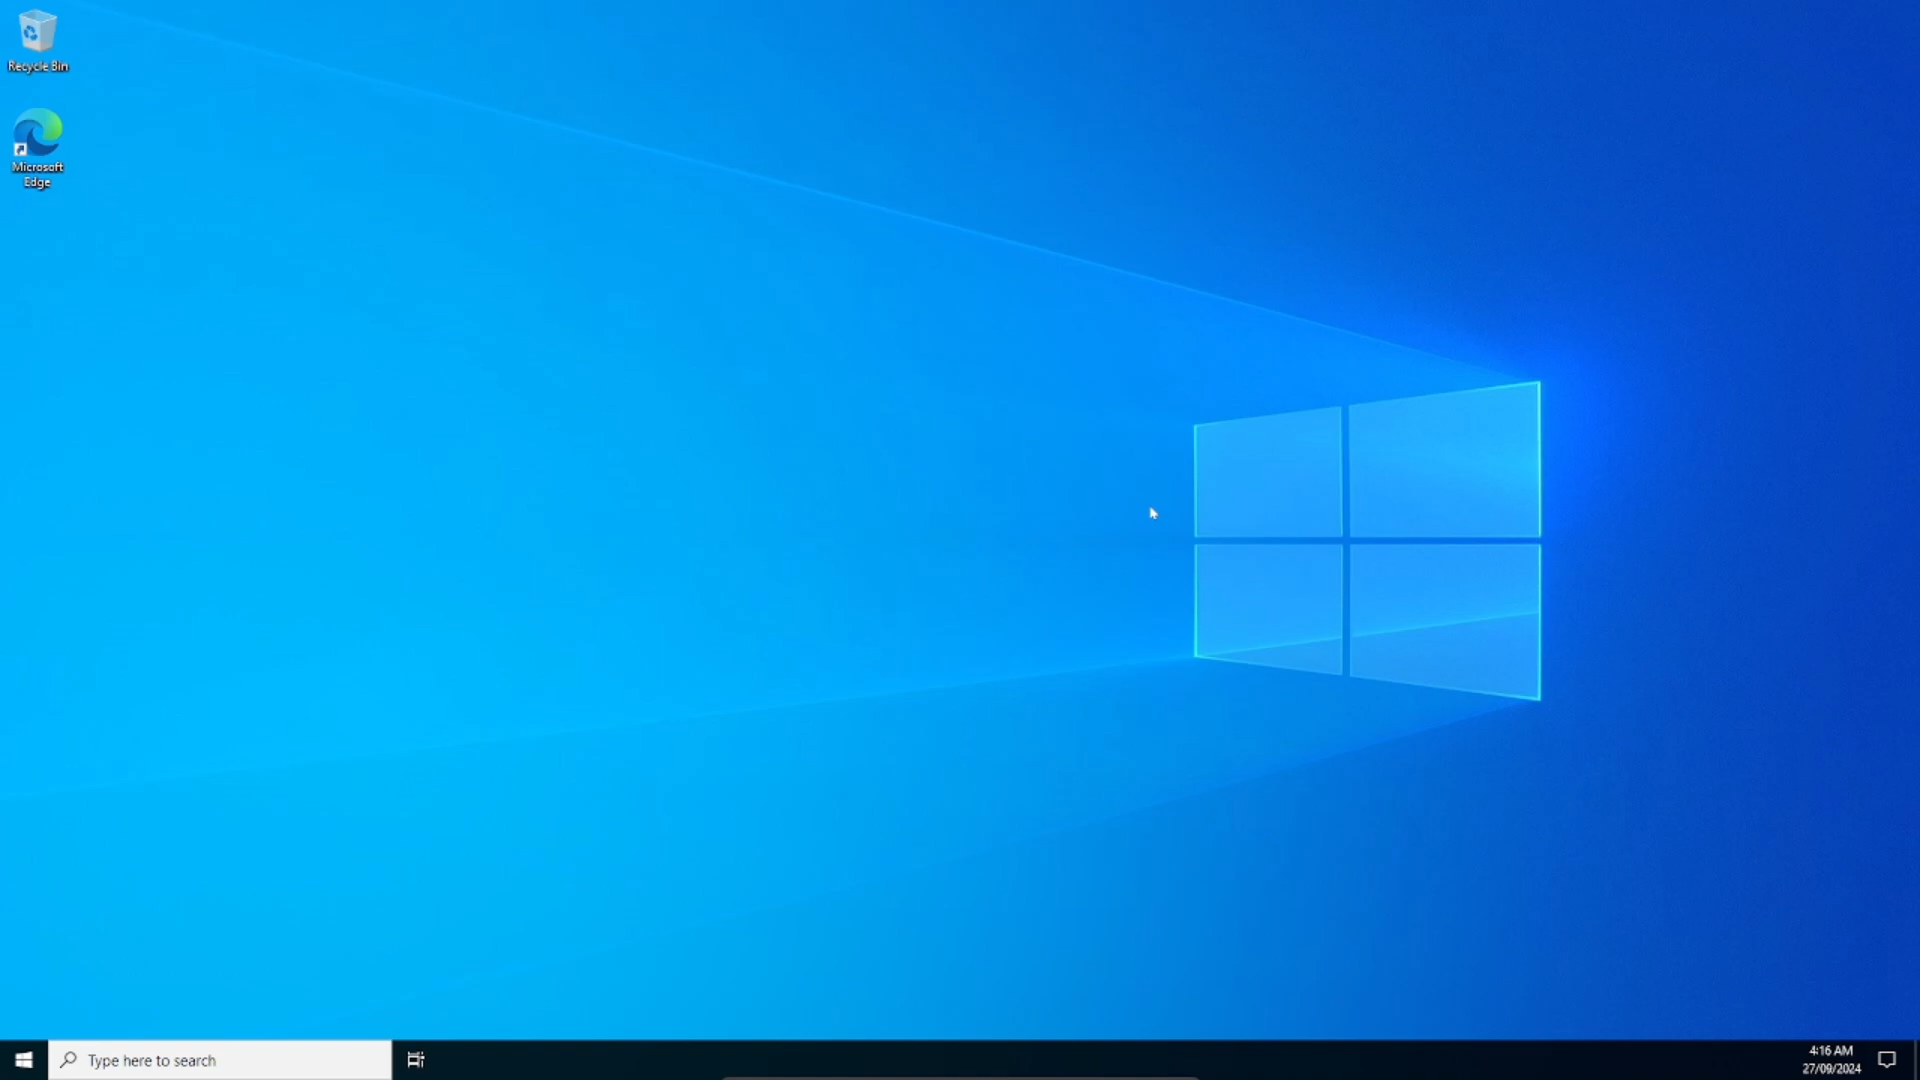 Recycle Bin
Microsoft
Edge
Type here to search
4:16 AM
27/09/2024